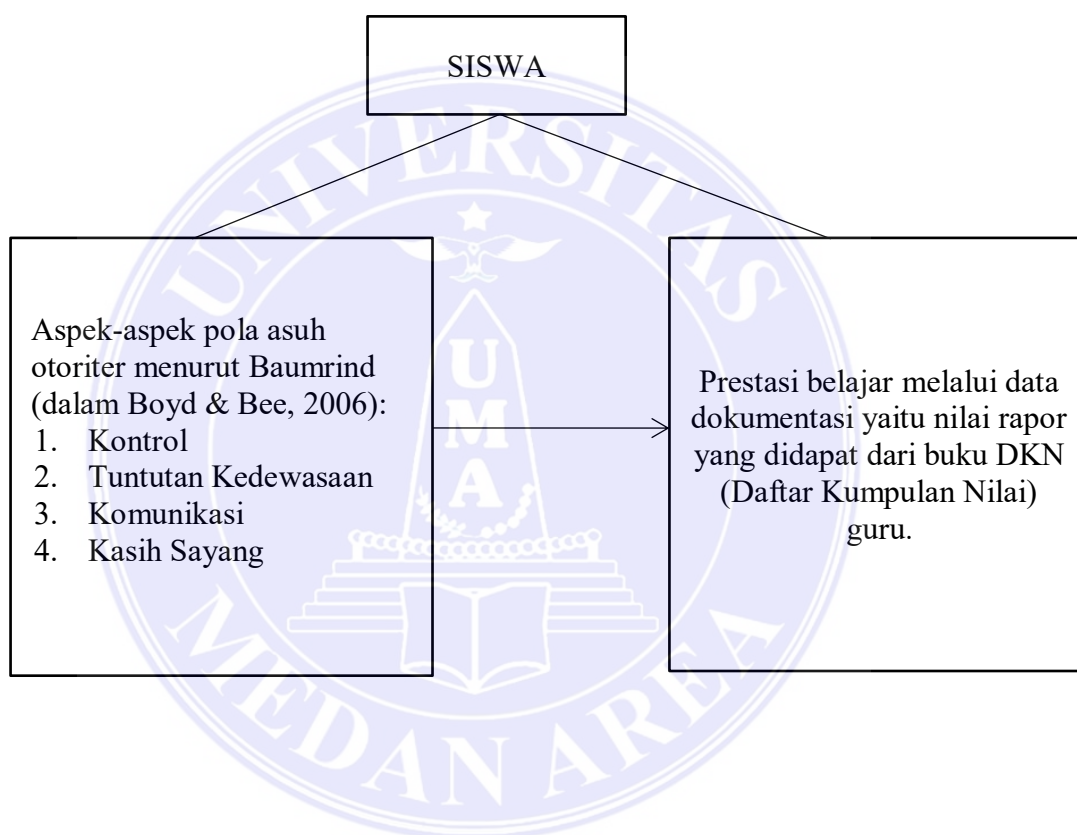 SISWA
Aspek-aspek pola asuh
otoriter menurut Baumrind
(dalam Boyd & Bee, 2006):
1. Kontrol
2. Tuntutan Kedewasaan
3. Komunikasi
4. Kasih Sayang
Prestasi belajar melalui data
dokumentasi yaitu nilai rapor
yang didapat dari buku DKN
(Daftar Kumpulan Nilai)
guru.
UNIVERSITAS
UMA
MEDAN AREA